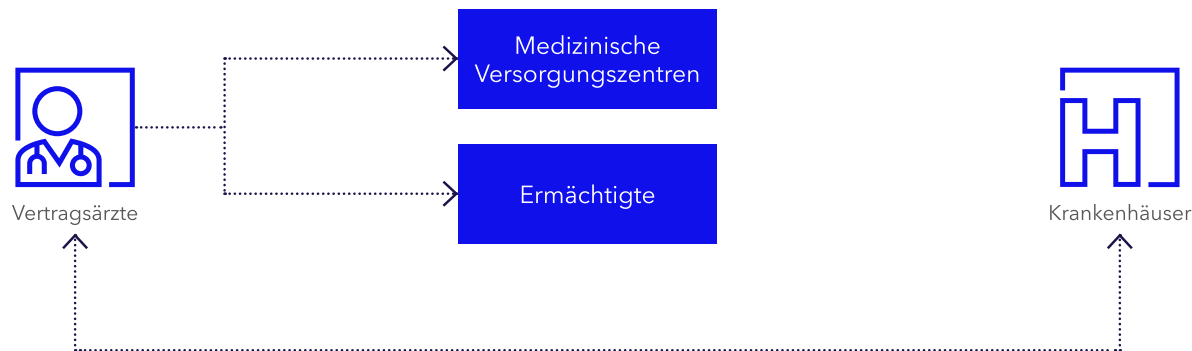 Medizinische
Versorgungszentren
Ermächtigte
Vertragsärzte
Krankenhäuser